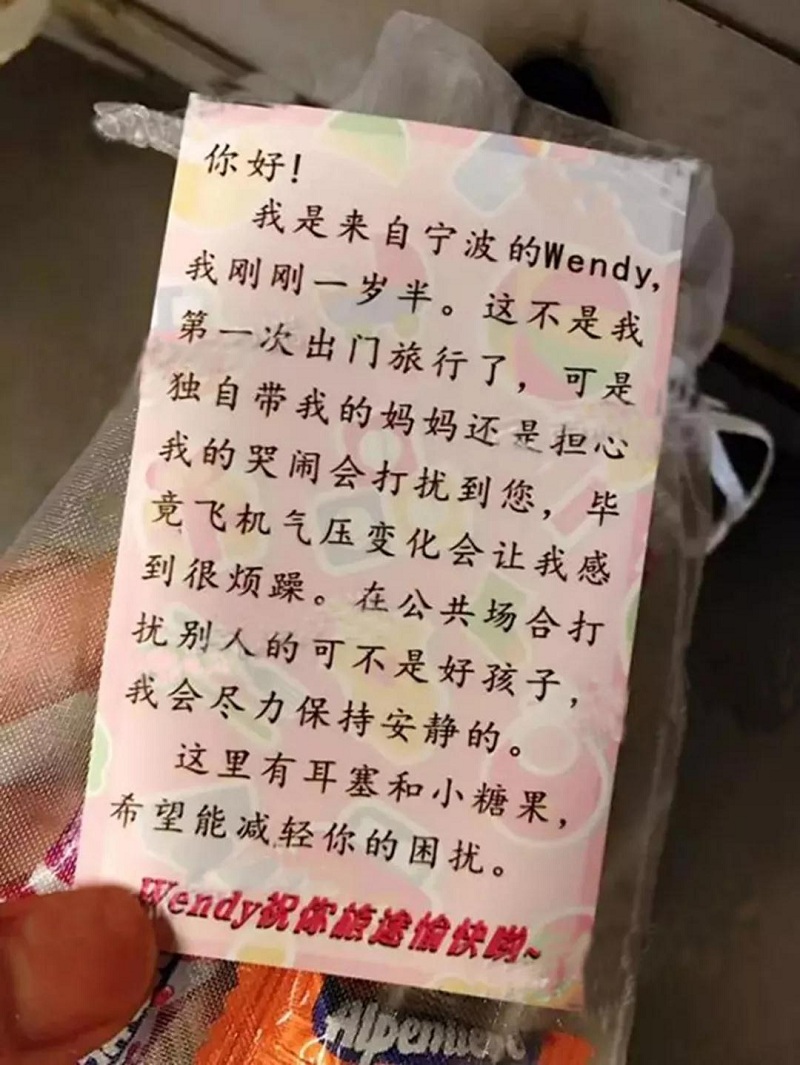 你好!
我是来自宁波的Wendy,
我刚刚一岁半。这不是我
第一次出门旅行了，可是
独自带我的妈妈还是担心
我的哭闹会打扰到您，毕
竟飞机气压变化会让我感
到很烦躁。在公共场合打
扰别人的可不是好孩子，
我会尽力保持安静的。
这里有耳塞和小糖果，
希望能减轻你的困扰。
Wendy祝你旅途愉快哟~
Alpenliebe